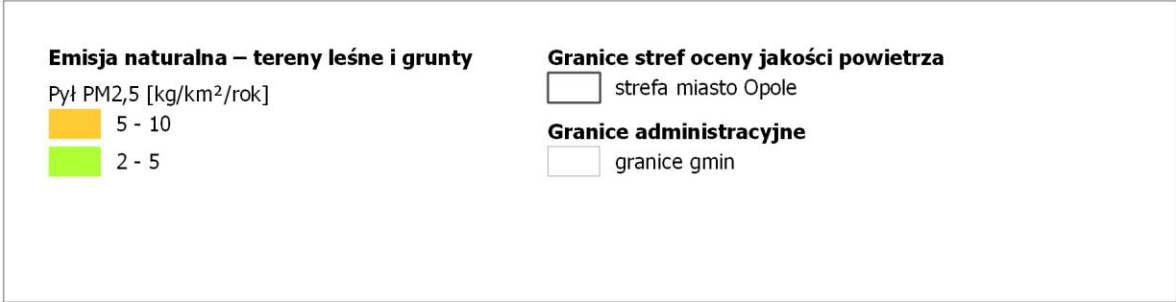 Emisja naturalna – tereny leśne i grunty
Pył PM2,5 [kg/km²/rok]
5 - 10
2 - 5
Granice stref oceny jakości powietrza
strefa miasto Opole
Granice administracyjne
granice gmin